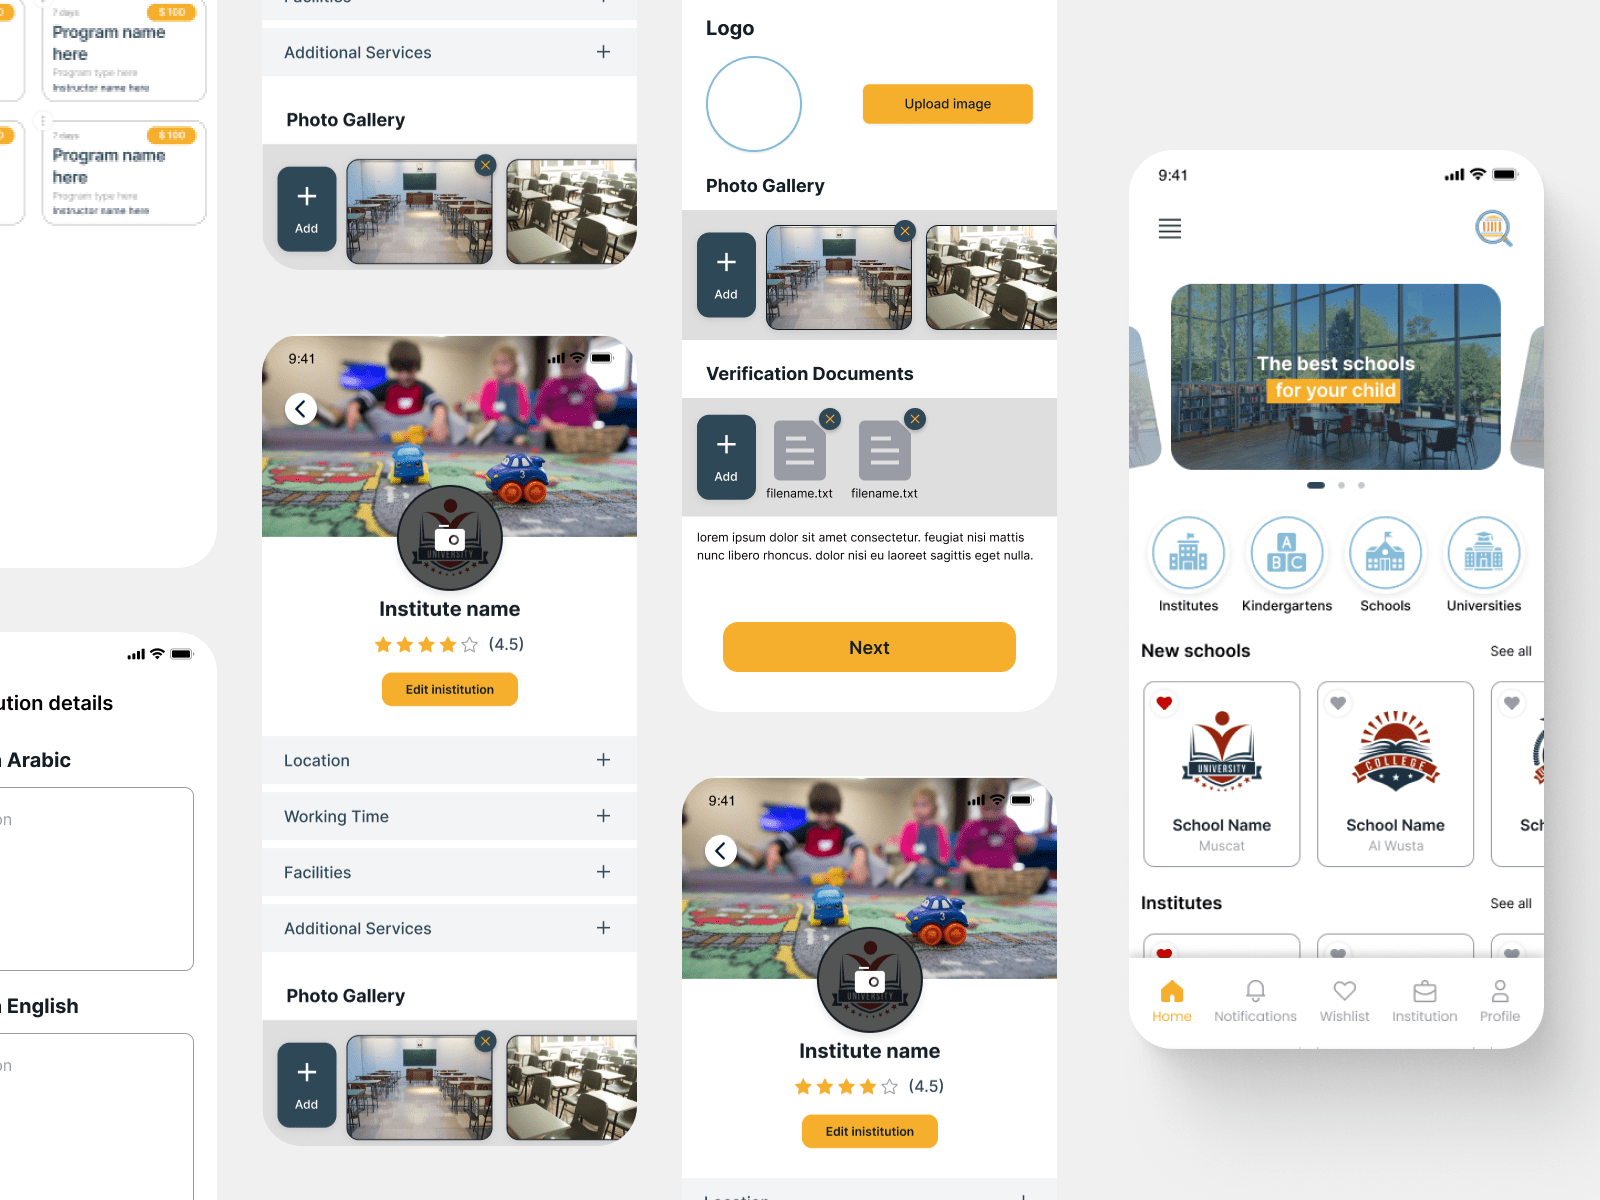 7 days
$ 100
Program name
here
Program type here
Instructor name here
7 days
$ 100
Program name
here
Program type here
Instructor name here
ution details
Arabic
on
English
on
Facilities
Additional Services
Photo Gallery
Add
9:41
UNIVERSITY
Institute name
(4.5)
Edit inistitution
Location
Working Time
Facilities
Additional Services
Photo Gallery
Add
Logo
Upload image
Photo Gallery
Add
Verification Documents
Add
filename.txt
filename.txt
lorem ipsum dolor sit amet consectetur. feugiat nisi mattis
nunc libero rhoncus. dolor nisi eu laoreet sagittis eget nulla.
Next
9:41
3
UNIVERSITY
Institute name
(4.5)
Edit inistitution
Location
9:41
The best schools
for your child
A
B C
Institutes
Kindergartens
Schools
Universities
New schools
See all
UNIVERSITY
School Name
Muscat
COLLEGE
School Name
Al Wusta
Sch
Institutes
See all
Home
Notifications
Wishlist
Institution
Profile